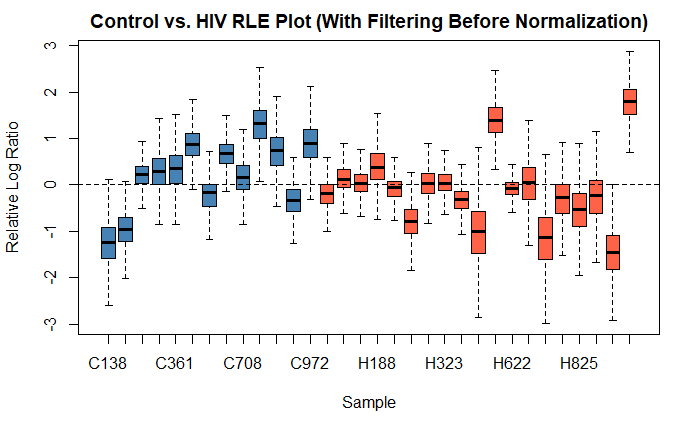 Control vs. HIV RLE Plot (With Filtering Before Normalization)
Relative Log Ratio
3
2
1
0
-1
-2
-3
C138 C361 C708 C972 H188 H323 H622 H825
Sample